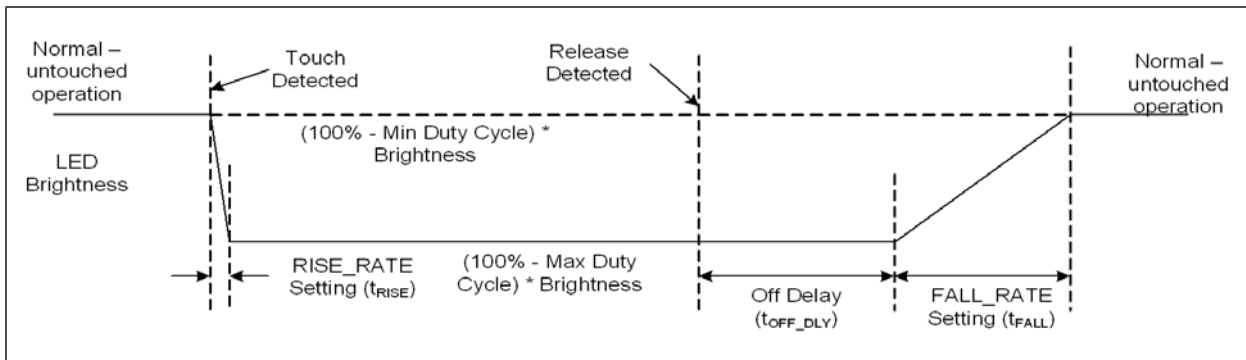 Normal –
untouched
operation
Touch
Detected
Release
Detected
Normal –
untouched
operation
(100% - Min Duty Cycle) *
Brightness
LED
Brightness
RISE_RATE
Setting (tRISE)
(100% - Max Duty
Cycle) * Brightness
Off Delay
(tOFF_DLY)
FALL_RATE
Setting (tFALL)